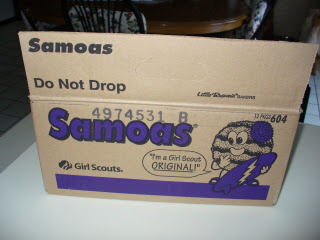 Samoas
Do Not Drop
Little Brownie BAKERS
12 PKGS 604
4974531 B
Samoas
"I'm a Girl Scout
ORIGINAL!"
Girl Scouts.